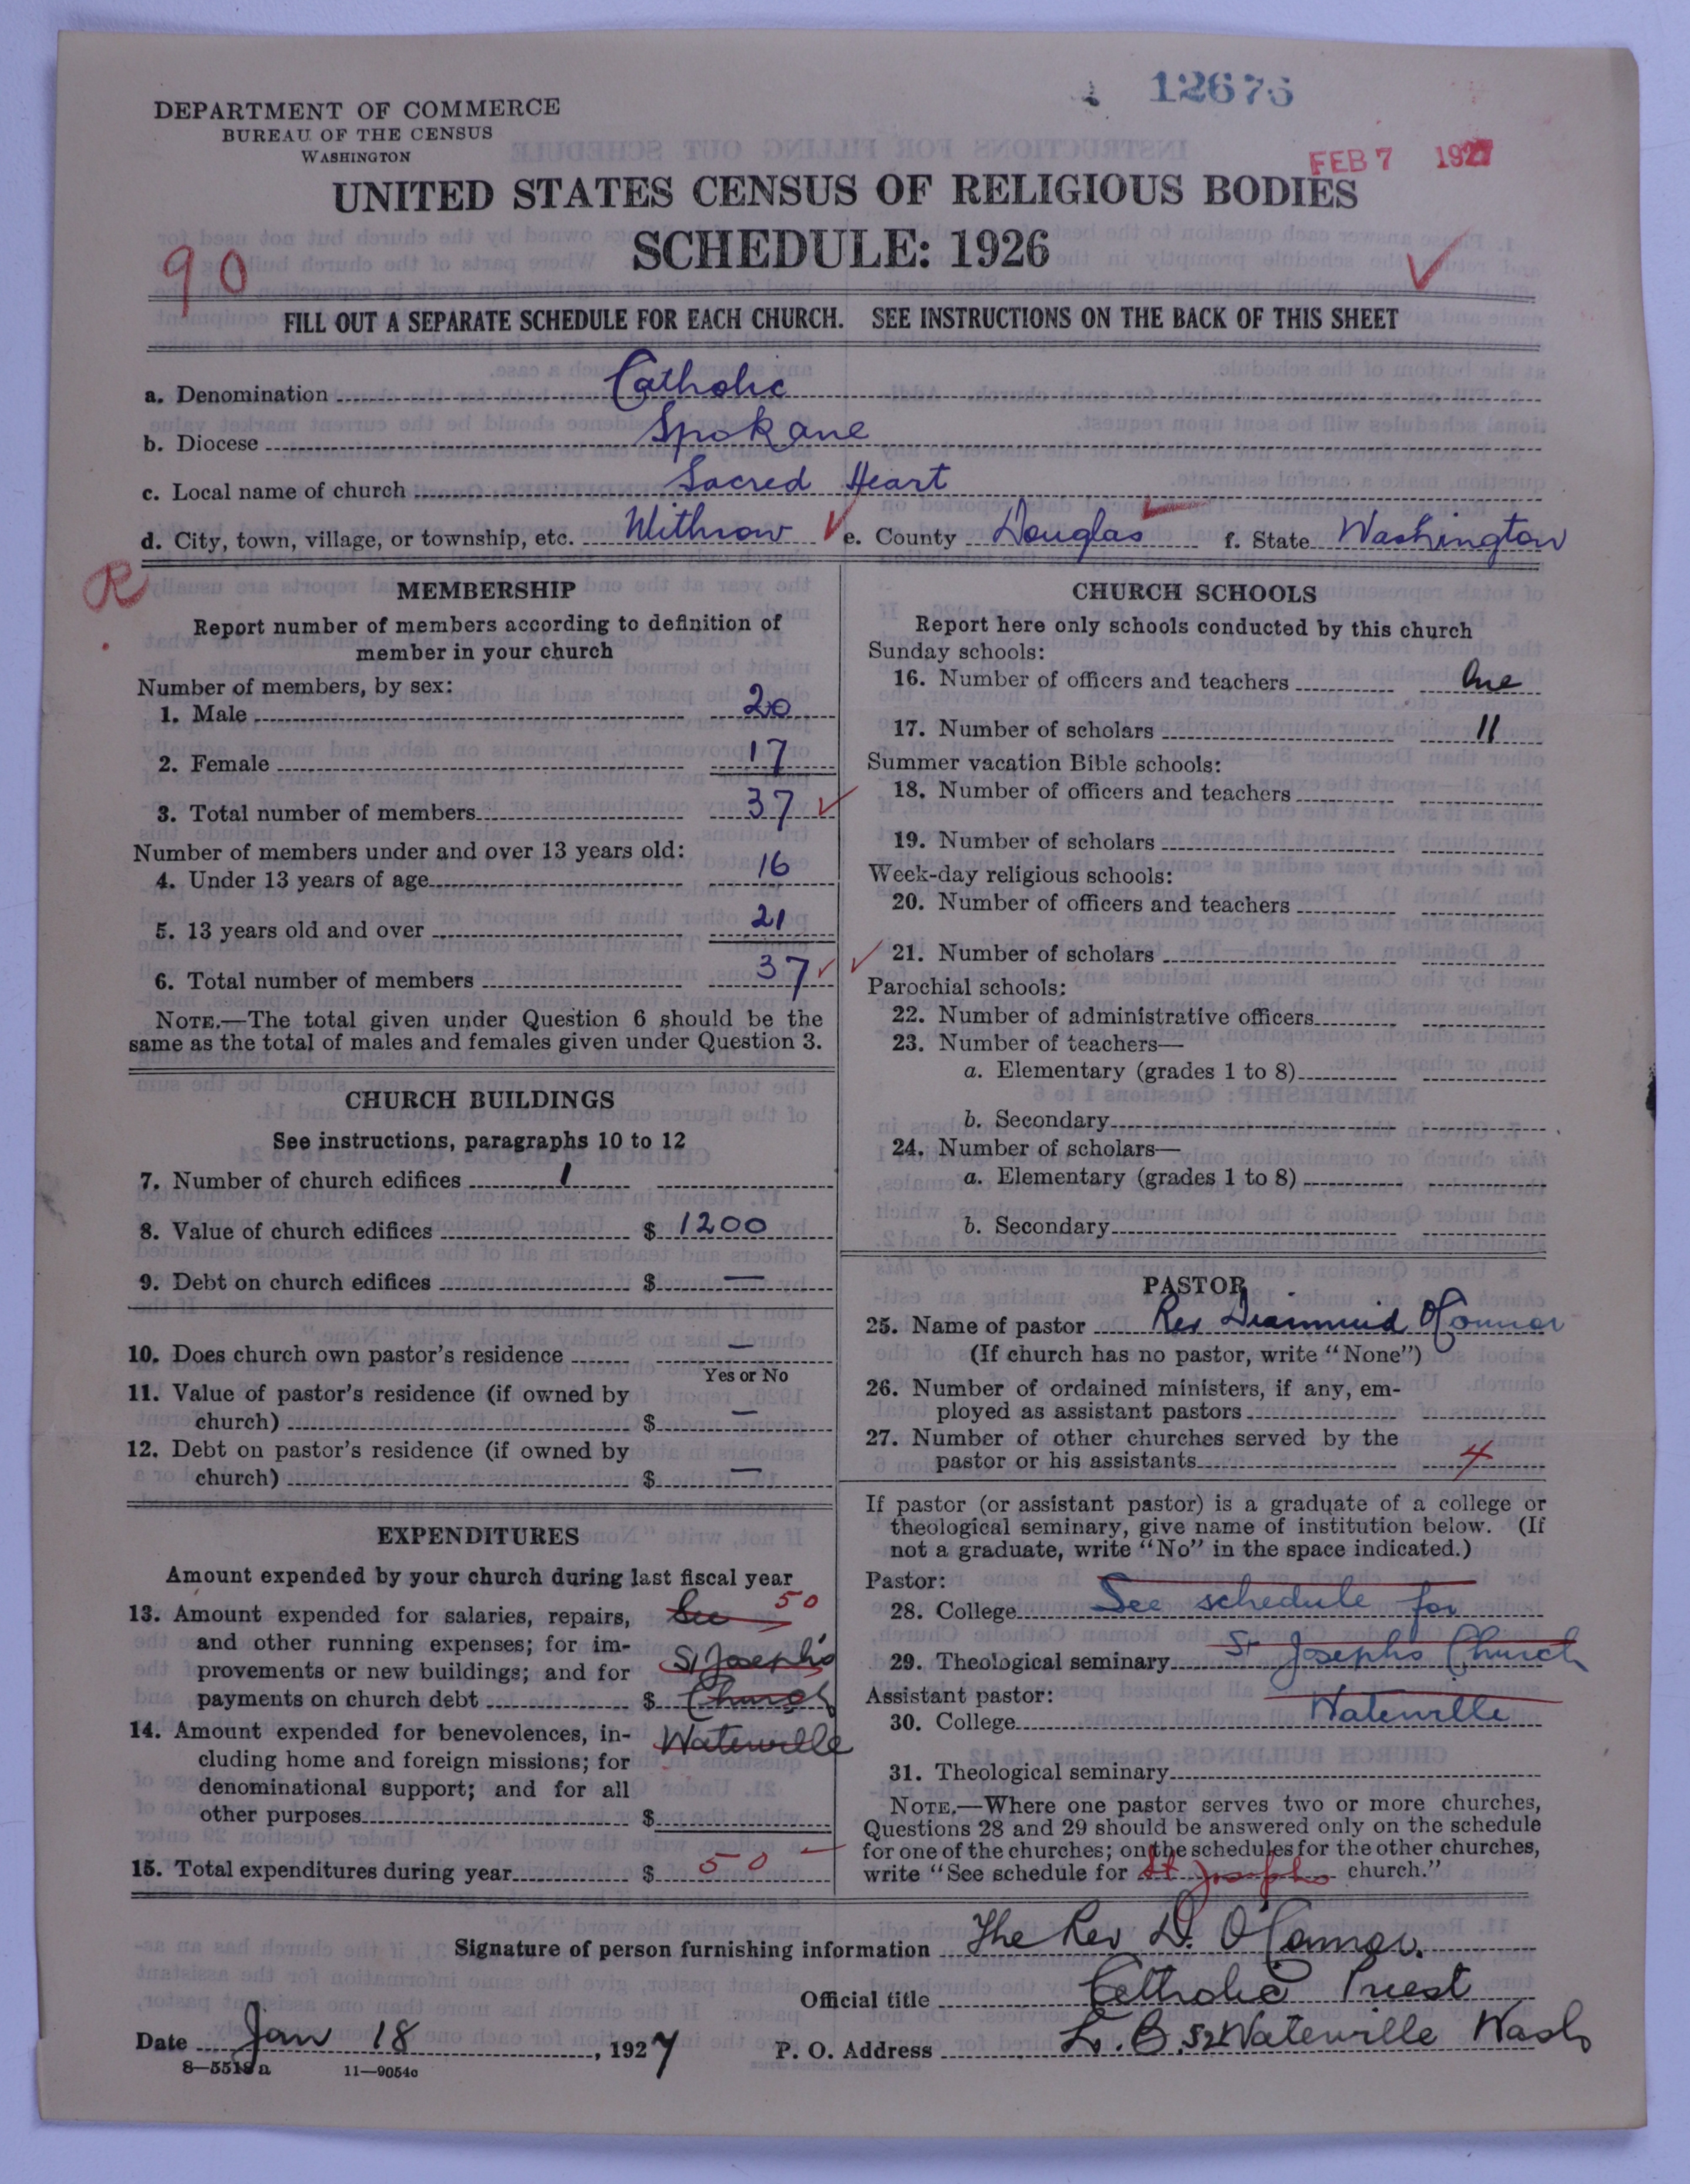 12676
DEPARTMENT OF COMMERCE
BUREAU OF THE CENSUS
WASHINGTON
FEB 7 1927
UNITED STATES CENSUS OF RELIGIOUS BODIES
SCHEDULE: 1926
90
FILL OUT A SEPARATE SCHEDULE FOR EACH CHURCH. SEE INSTRUCTIONS ON THE BACK OF THIS SHEET
a. Denomination Catholic
b. Diocese Spokane
c. Local name of church Sacred Heart
d. City, town, village, or township, etc. Withrow e. County Douglas f. State Washington
R
MEMBERSHIP
Report number of members according to definition of
member in your church
Number of members, by sex:
1. Male 20
2. Female 17
3. Total number of members 37
Number of members under and over 13 years old:
4. Under 13 years of age 16
5. 13 years old and over 21
6. Total number of members 37
NOTE.—The total given under Question 6 should be the
same as the total of males and females given under Question 3.
CHURCH BUILDINGS
See instructions, paragraphs 10 to 12
7. Number of church edifices 1
8. Value of church edifices $ 1200
9. Debt on church edifices $ —
10. Does church own pastor's residence —
Yes or No
11. Value of pastor's residence (if owned by
church) $ —
12. Debt on pastor's residence (if owned by
church) $ —
EXPENDITURES
Amount expended by your church during last fiscal year
13. Amount expended for salaries, repairs, See 50
and other running expenses; for im-
provements or new buildings; and for St Joseph's
payments on church debt $ Church
14. Amount expended for benevolences, in- Waterville
cluding home and foreign missions; for
denominational support; and for all
other purposes $
15. Total expenditures during year $ 50
CHURCH SCHOOLS
Report here only schools conducted by this church
Sunday schools:
16. Number of officers and teachers One
17. Number of scholars 11
Summer vacation Bible schools:
18. Number of officers and teachers
19. Number of scholars
Week-day religious schools:
20. Number of officers and teachers
21. Number of scholars
Parochial schools:
22. Number of administrative officers
23. Number of teachers—
a. Elementary (grades 1 to 8)
b. Secondary
24. Number of scholars—
a. Elementary (grades 1 to 8)
b. Secondary
PASTOR
25. Name of pastor Rev Diarmuid O'Connor
(If church has no pastor, write "None")
26. Number of ordained ministers, if any, em-
ployed as assistant pastors
27. Number of other churches served by the
pastor or his assistants 4
If pastor (or assistant pastor) is a graduate of a college or
theological seminary, give name of institution below. (If
not a graduate, write "No" in the space indicated.)
Pastor:
28. College See schedule for
29. Theological seminary St Josephs Church
Assistant pastor:
30. College Waterville
31. Theological seminary
NOTE.—Where one pastor serves two or more churches,
Questions 28 and 29 should be answered only on the schedule
for one of the churches; on the schedules for the other churches,
write "See schedule for St Josephs church."
Signature of person furnishing information The Rev D. O'Connor.
Official title Catholic Priest
Date Jan 18, 1927 P. O. Address L. B. 52 Waterville Wash
8—5518a 11—9054c